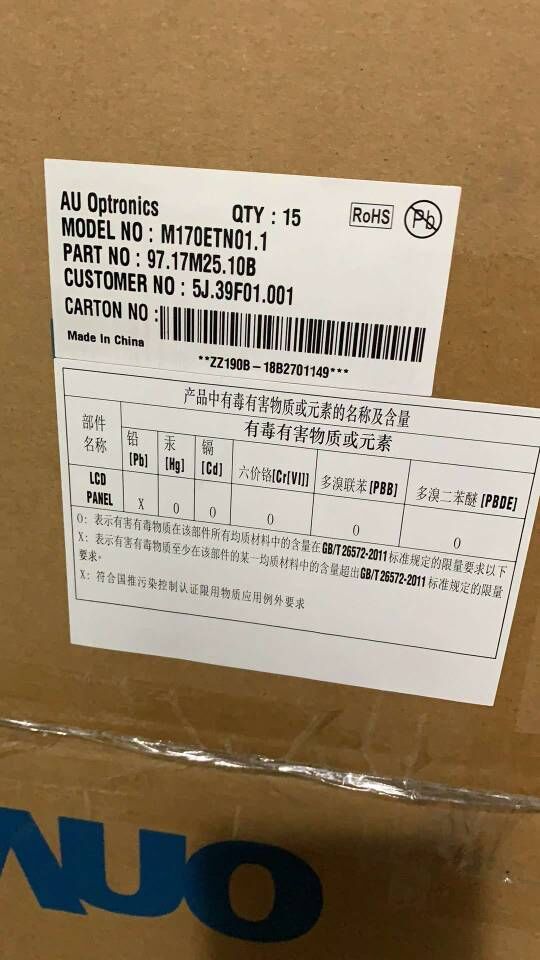 AU Optronics QTY : 15 RoHS Pb
MODEL NO : M170ETN01.1
PART NO : 97.17M25.10B
CUSTOMER NO : 5J.39F01.001
CARTON NO :
Made In China
**ZZ190B-18B2701149***
产品中有毒有害物质或元素的名称及含量
部件名称 有毒有害物质或元素
铅[Pb] 汞[Hg] 镉[Cd] 六价铬[Cr[VI]] 多溴联苯[PBB] 多溴二苯醚[PBDE]
LCD PANEL X O O O O O
O: 表示有害有毒物质在该部件所有均质材料中的含量在GB/T26572-2011标准规定的限量要求以下
X: 表示有害有毒物质至少在该部件的某一均质材料中的含量超出GB/T26572-2011标准规定的限量
要求。
X: 符合国推污染控制认证限用物质应用例外要求
AUO